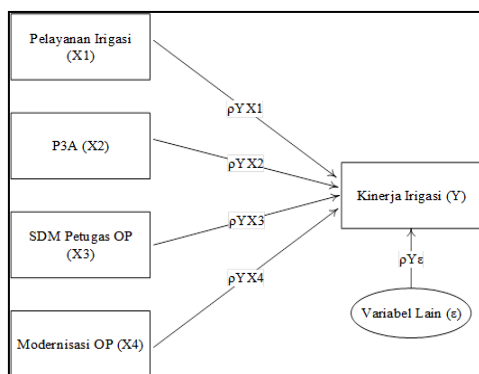 Pelayanan Irigasi
(X1)
ρYX1
P3A (X2)
ρYX2
Kinerja Irigasi (Y)
SDM Petugas OP
(X3)
ρYX3
ρYε
ρYX4
Variabel Lain (ε)
Modernisasi OP (X4)